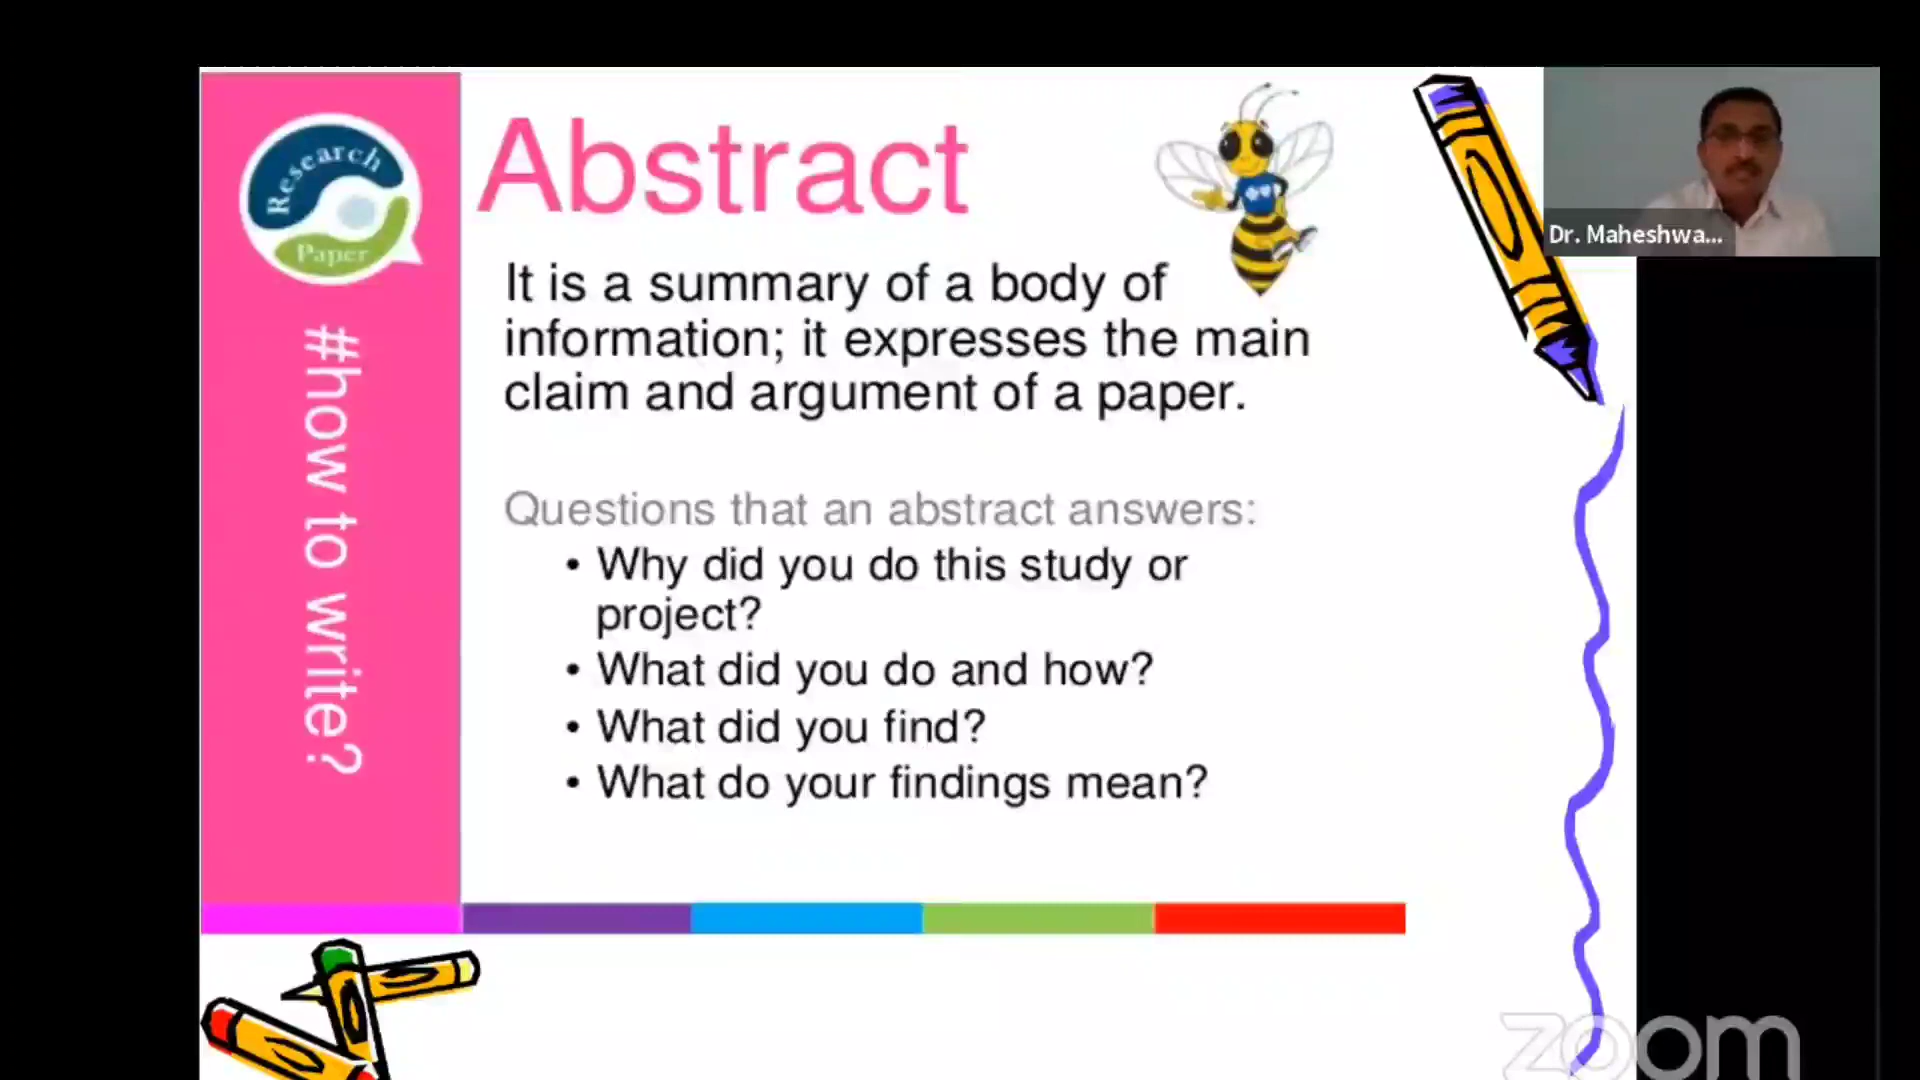 Research
Paper
#how to write?
Abstract
It is a summary of a body of
information; it expresses the main
claim and argument of a paper.
Questions that an abstract answers:
• Why did you do this study or
project?
• What did you do and how?
• What did you find?
• What do your findings mean?
Dr. Maheshwa...
zoom